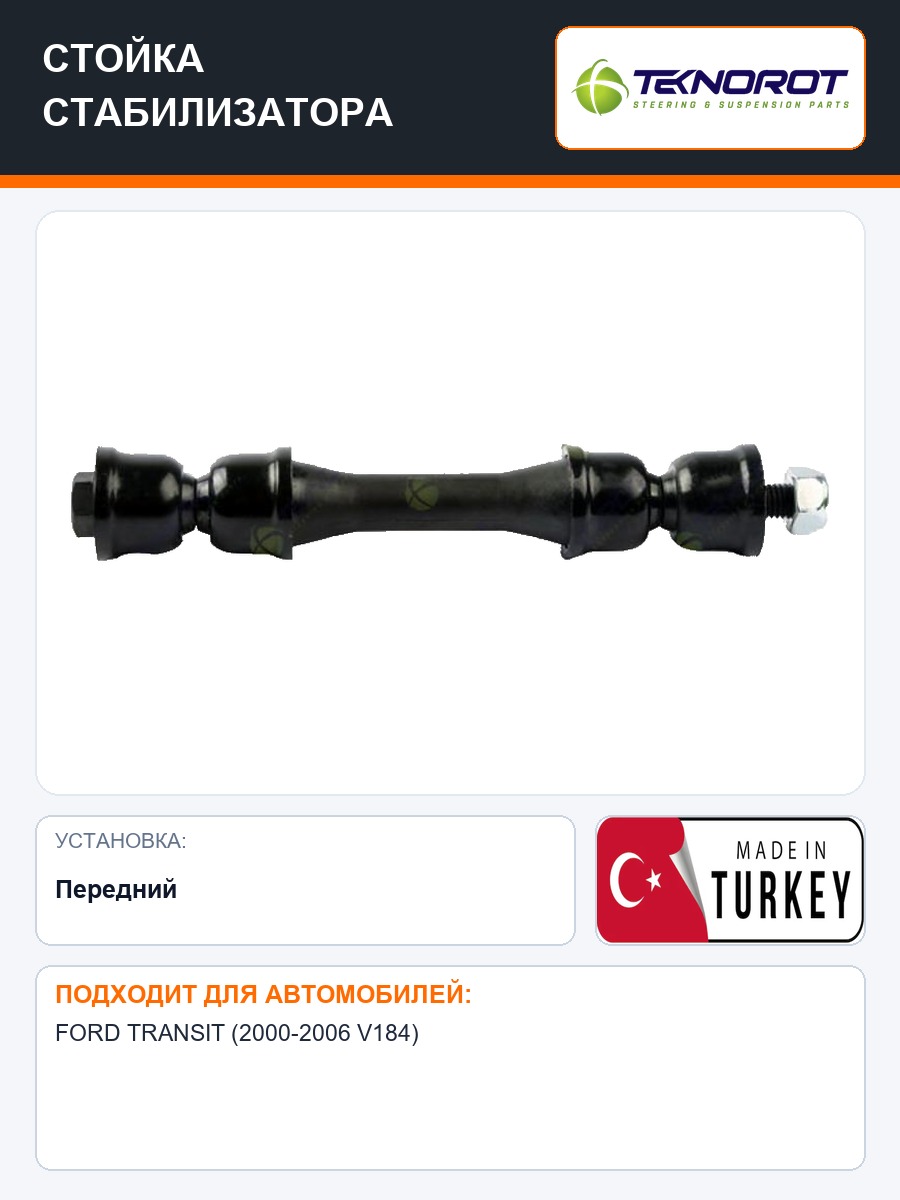 СТОЙКА
СТАБИЛИЗАТОРА
TEKNOROT
STEERING & SUSPENSION PARTS
УСТАНОВКА:
Передний
MADE IN
TURKEY
ПОДХОДИТ ДЛЯ АВТОМОБИЛЕЙ:
FORD TRANSIT (2000-2006 V184)